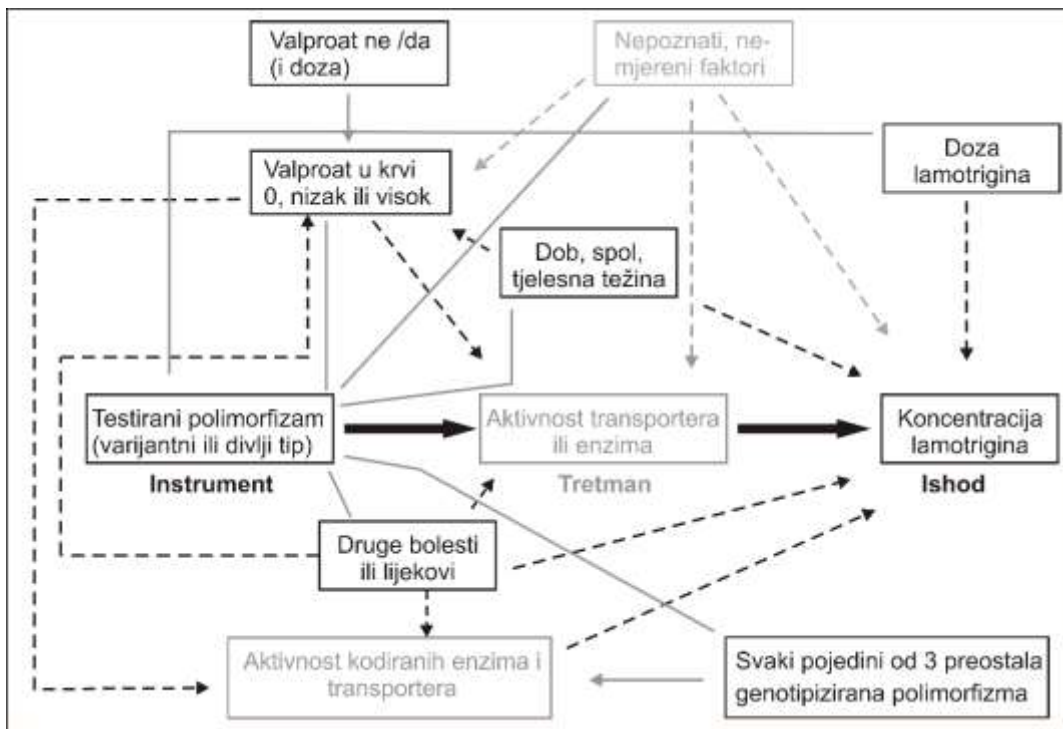 Valproat ne /da
(i doza)
Nepoznati, ne-
mjereni faktori
Doza
lamotrigina
Valproat u krvi
0, nizak ili visok
Dob, spol,
tjelesna težina
Testirani polimorfizam
(varijantni ili divlji tip)
Instrument
Aktivnost transportera
ili enzima
Tretman
Koncentracija
lamotrigina
Ishod
Druge bolesti
ili lijekovi
Aktivnost kodiranih enzima i
transportera
Svaki pojedini od 3 preostala
genotipizirana polimorfizma